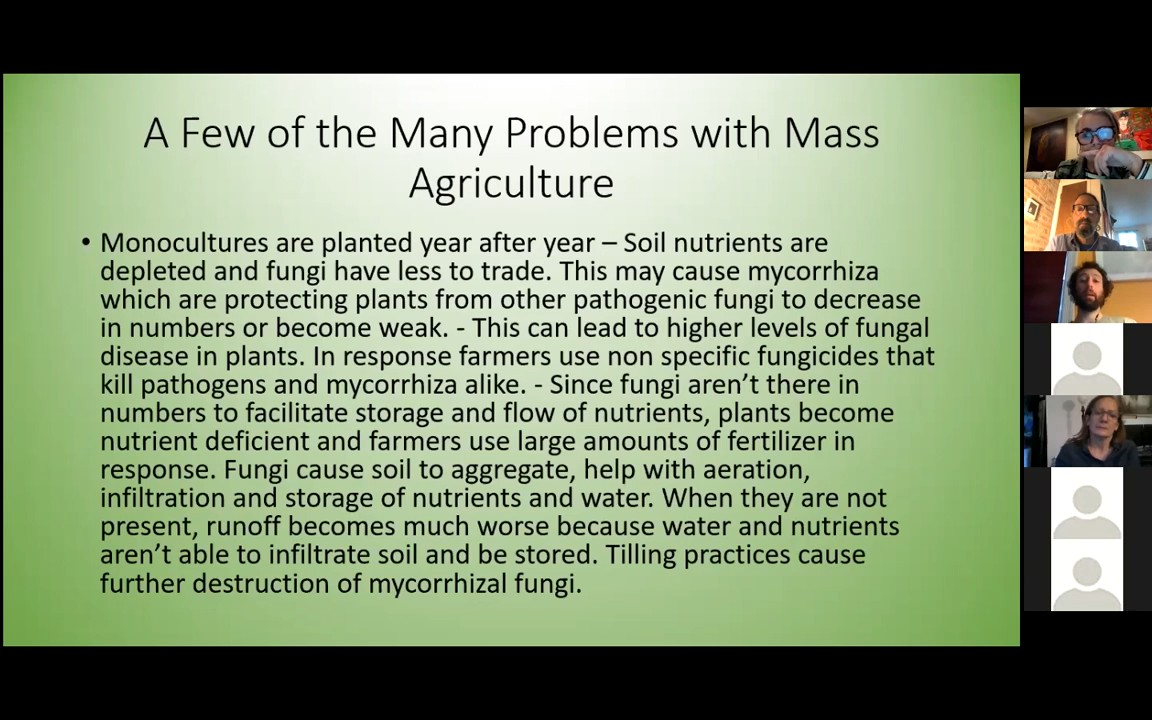 A Few of the Many Problems with Mass
Agriculture
• Monocultures are planted year after year – Soil nutrients are
depleted and fungi have less to trade. This may cause mycorrhiza
which are protecting plants from other pathogenic fungi to decrease
in numbers or become weak. - This can lead to higher levels of fungal
disease in plants. In response farmers use non specific fungicides that
kill pathogens and mycorrhiza alike. - Since fungi aren’t there in
numbers to facilitate storage and flow of nutrients, plants become
nutrient deficient and farmers use large amounts of fertilizer in
response. Fungi cause soil to aggregate, help with aeration,
infiltration and storage of nutrients and water. When they are not
present, runoff becomes much worse because water and nutrients
aren’t able to infiltrate soil and be stored. Tilling practices cause
further destruction of mycorrhizal fungi.